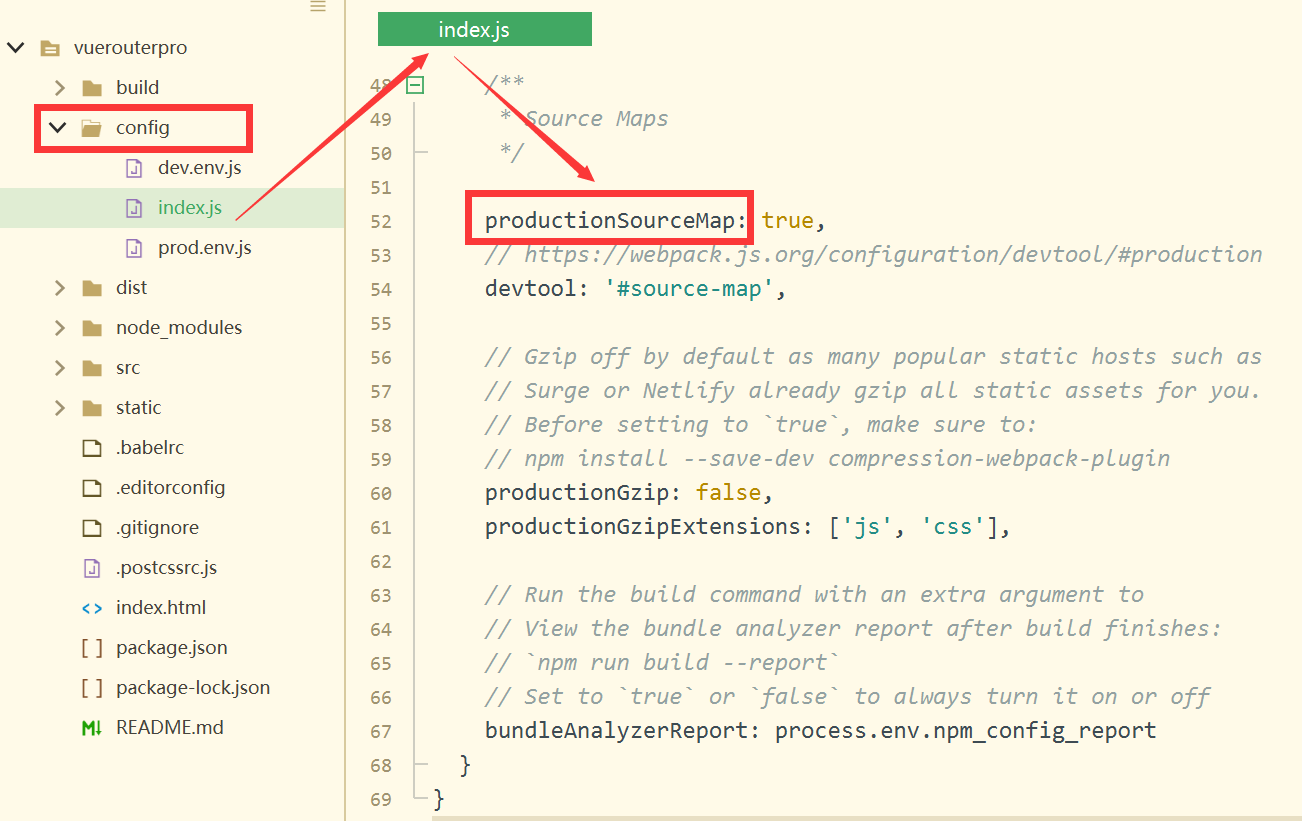 vuerouterpro
build
config
dev.env.js
index.js
prod.env.js
dist
node_modules
src
static
.babelrc
.editorconfig
.gitignore
.postcssrc.js
index.html
package.json
package-lock.json
README.md
index.js
48 /**
49 * Source Maps
50 */
51
52 productionSourceMap: true,
53 // https://webpack.js.org/configuration/devtool/#production
54 devtool: '#source-map',
55
56 // Gzip off by default as many popular static hosts such as
57 // Surge or Netlify already gzip all static assets for you.
58 // Before setting to `true`, make sure to:
59 // npm install --save-dev compression-webpack-plugin
60 productionGzip: false,
61 productionGzipExtensions: ['js', 'css'],
62
63 // Run the build command with an extra argument to
64 // View the bundle analyzer report after build finishes:
65 // `npm run build --report`
66 // Set to `true` or `false` to always turn it on or off
67 bundleAnalyzerReport: process.env.npm_config_report
68 }
69 }